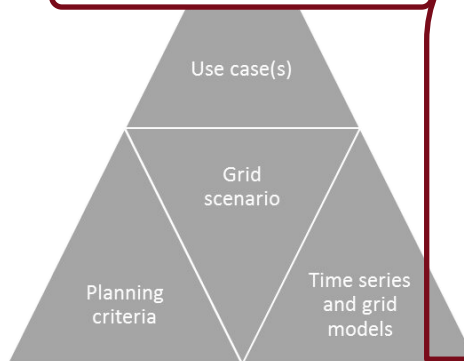 Use case(s)
Grid
scenario
Planning
criteria
Time series
and grid
models